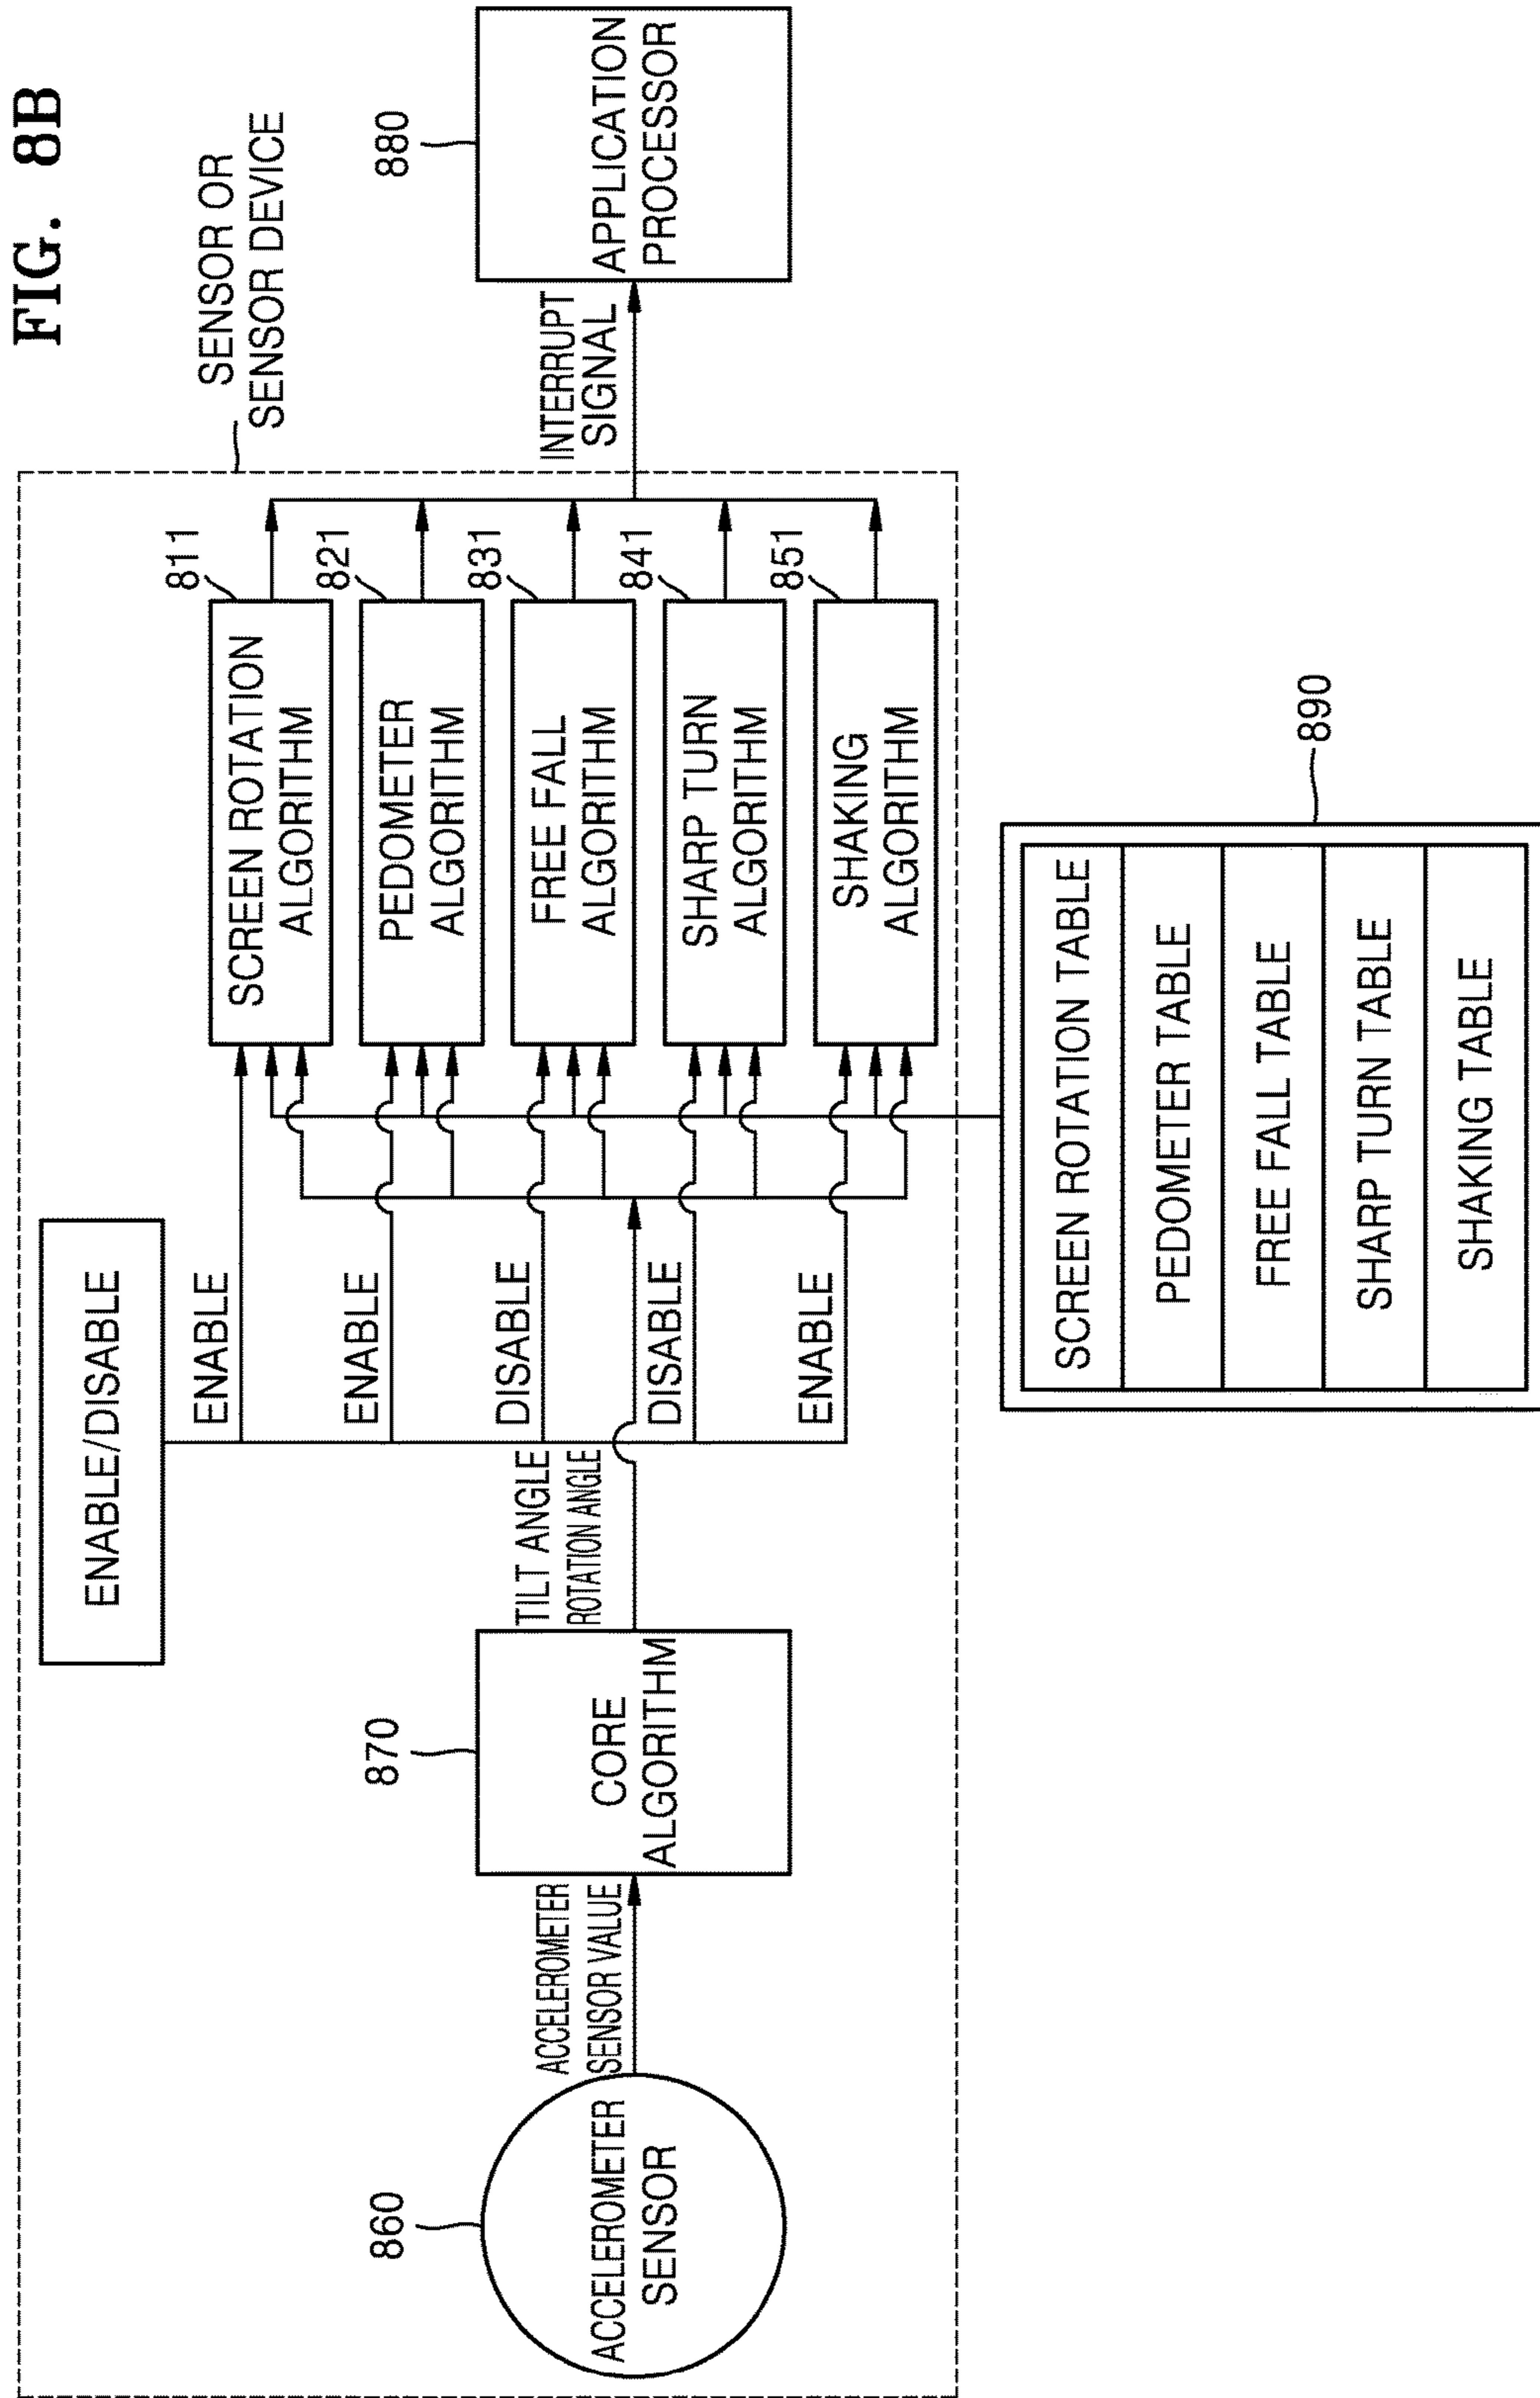 FIG. 8B
SENSOR OR
SENSOR DEVICE
ENABLE/DISABLE
ENABLE
ENABLE
DISABLE
DISABLE
ENABLE
811
SCREEN ROTATION
ALGORITHM
821
PEDOMETER
ALGORITHM
831
FREE FALL
ALGORITHM
841
SHARP TURN
ALGORITHM
851
SHAKING
ALGORITHM
860
ACCELEROMETER
SENSOR
ACCELEROMETER
SENSOR VALUE
870
CORE
ALGORITHM
TILT ANGLE
ROTATION ANGLE
INTERRUPT
SIGNAL
880
APPLICATION
PROCESSOR
890
SCREEN ROTATION TABLE
PEDOMETER TABLE
FREE FALL TABLE
SHARP TURN TABLE
SHAKING TABLE